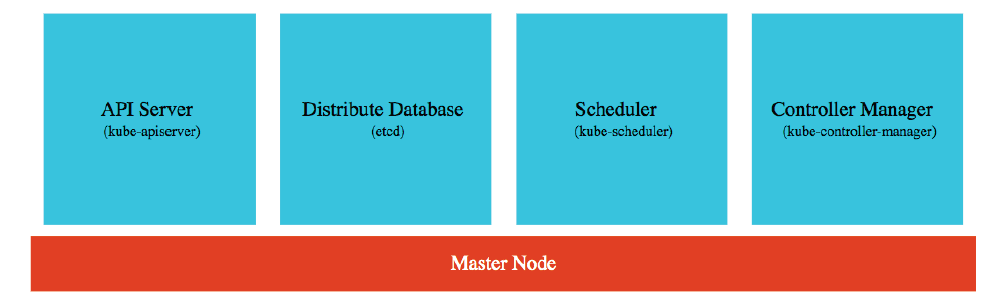 API Server
(kube-apiserver)
Distribute Database
(etcd)
Scheduler
(kube-scheduler)
Controller Manager
(kube-controller-manager)
Master Node